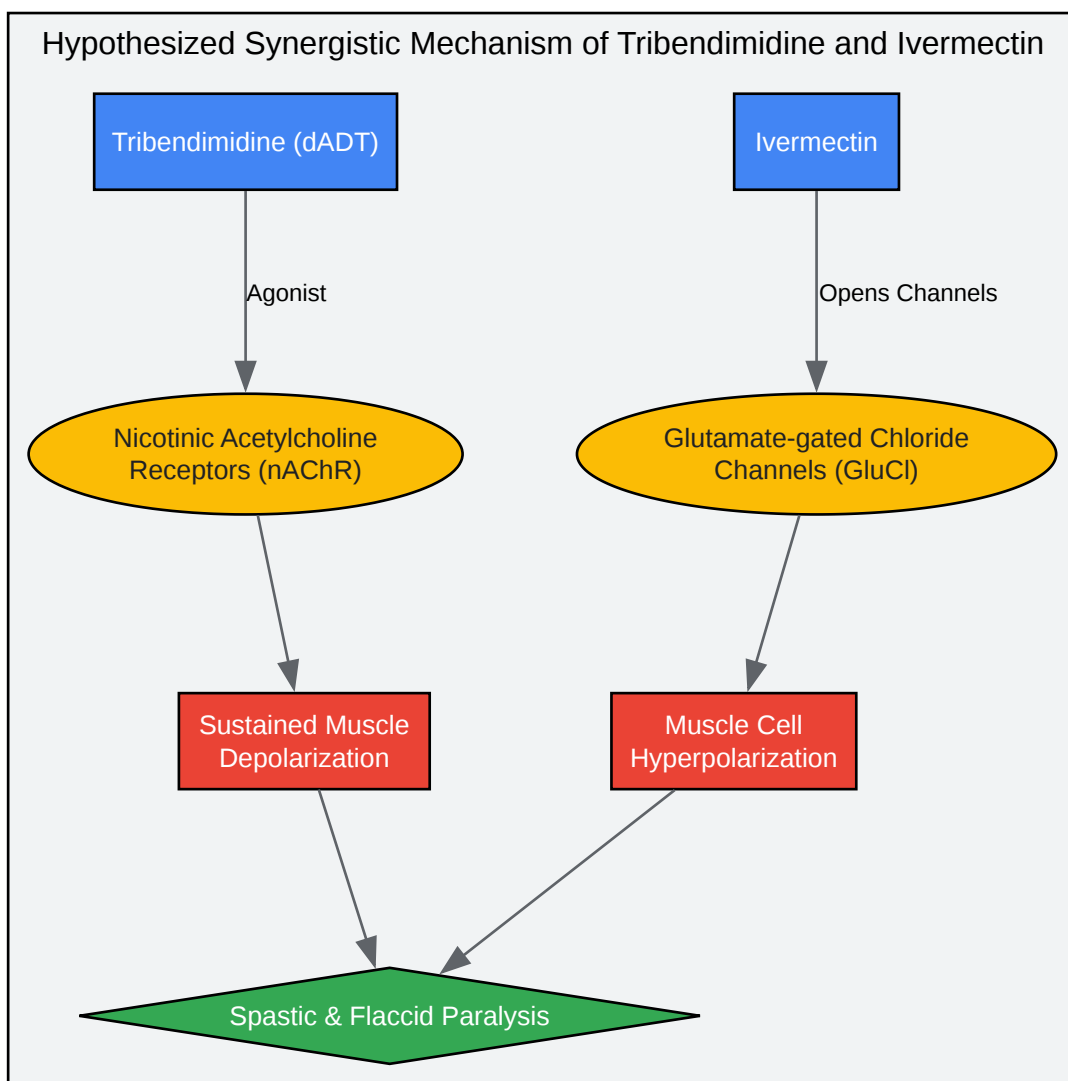 Hypothesized Synergistic Mechanism of Tribendimidine and Ivermectin
Tribendimidine (dADT)
Ivermectin
Agonist
Opens Channels
Nicotinic Acetylcholine
Receptors (nAChR)
Glutamate-gated Chloride
Channels (GluCl)
Sustained Muscle
Depolarization
Muscle Cell
Hyperpolarization
Spastic & Flaccid Paralysis